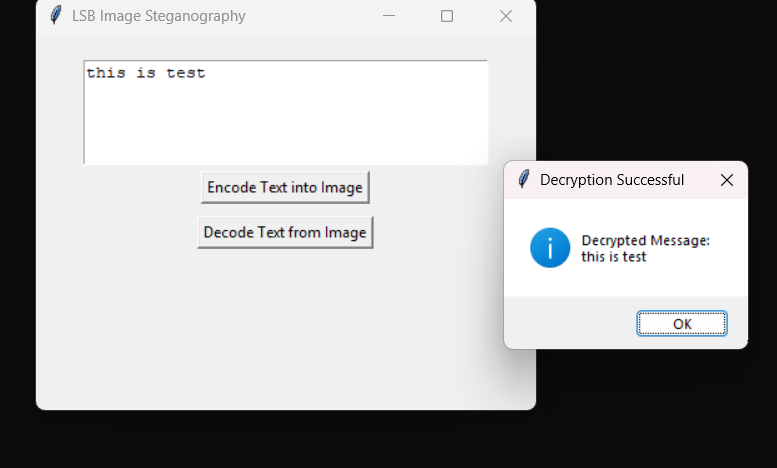 LSB Image Steganography
this is test
Encode Text into Image
Decode Text from Image
Decryption Successful
Decrypted Message:
this is test
OK